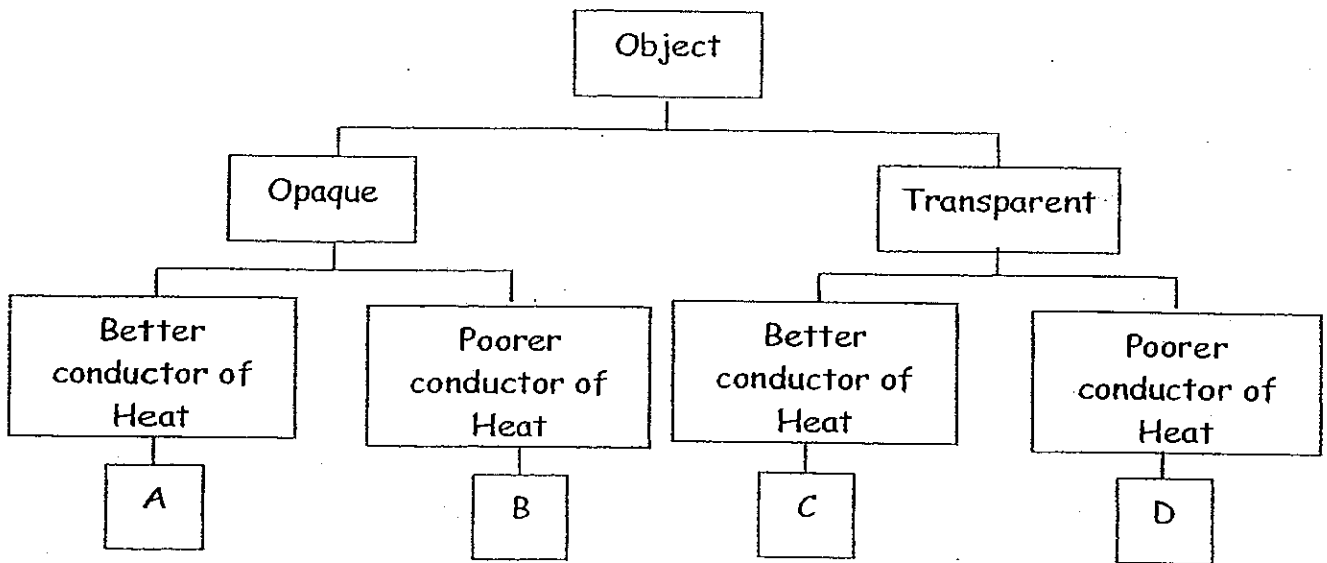 Object
Opaque
Transparent
Better
conductor of
Heat
Poorer
conductor of
Heat
Better
conductor of
Heat
Poorer
conductor of
Heat
A
B
C
D